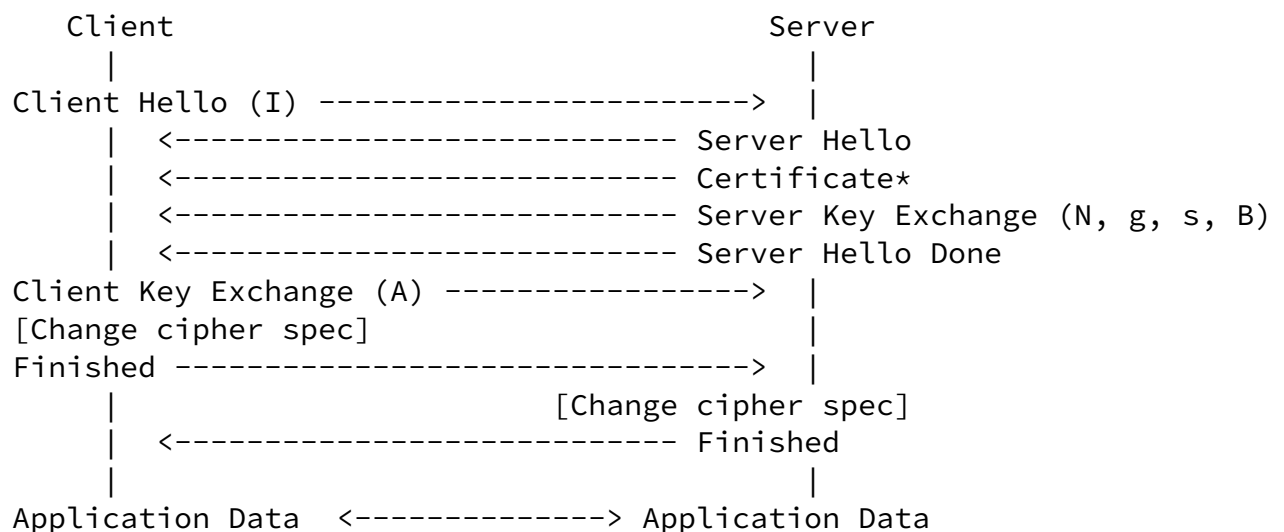 Client Server
| |
Client Hello (I) ------------------------> |
| <---------------------------- Server Hello
| <---------------------------- Certificate*
| <---------------------------- Server Key Exchange (N, g, s, B)
| <---------------------------- Server Hello Done
Client Key Exchange (A) -----------------> |
[Change cipher spec] |
Finished --------------------------------> |
| [Change cipher spec]
| <---------------------------- Finished
| |
Application Data <--------------> Application Data